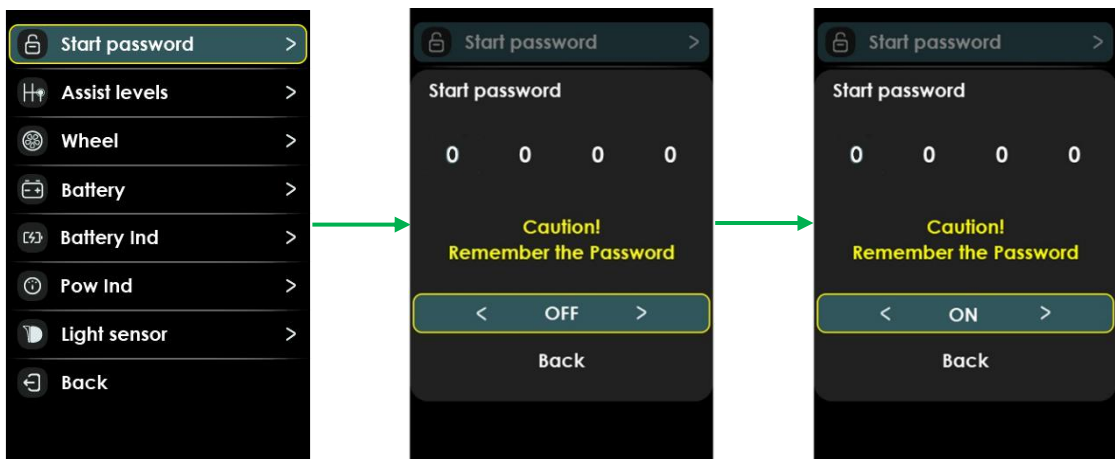 Start password >
Assist levels >
Wheel >
Battery >
Battery Ind >
Pow Ind >
Light sensor >
Back
Start password >
Start password
0 0 0 0
Caution!
Remember the Password
< OFF >
Back
Start password >
Start password
0 0 0 0
Caution!
Remember the Password
< ON >
Back